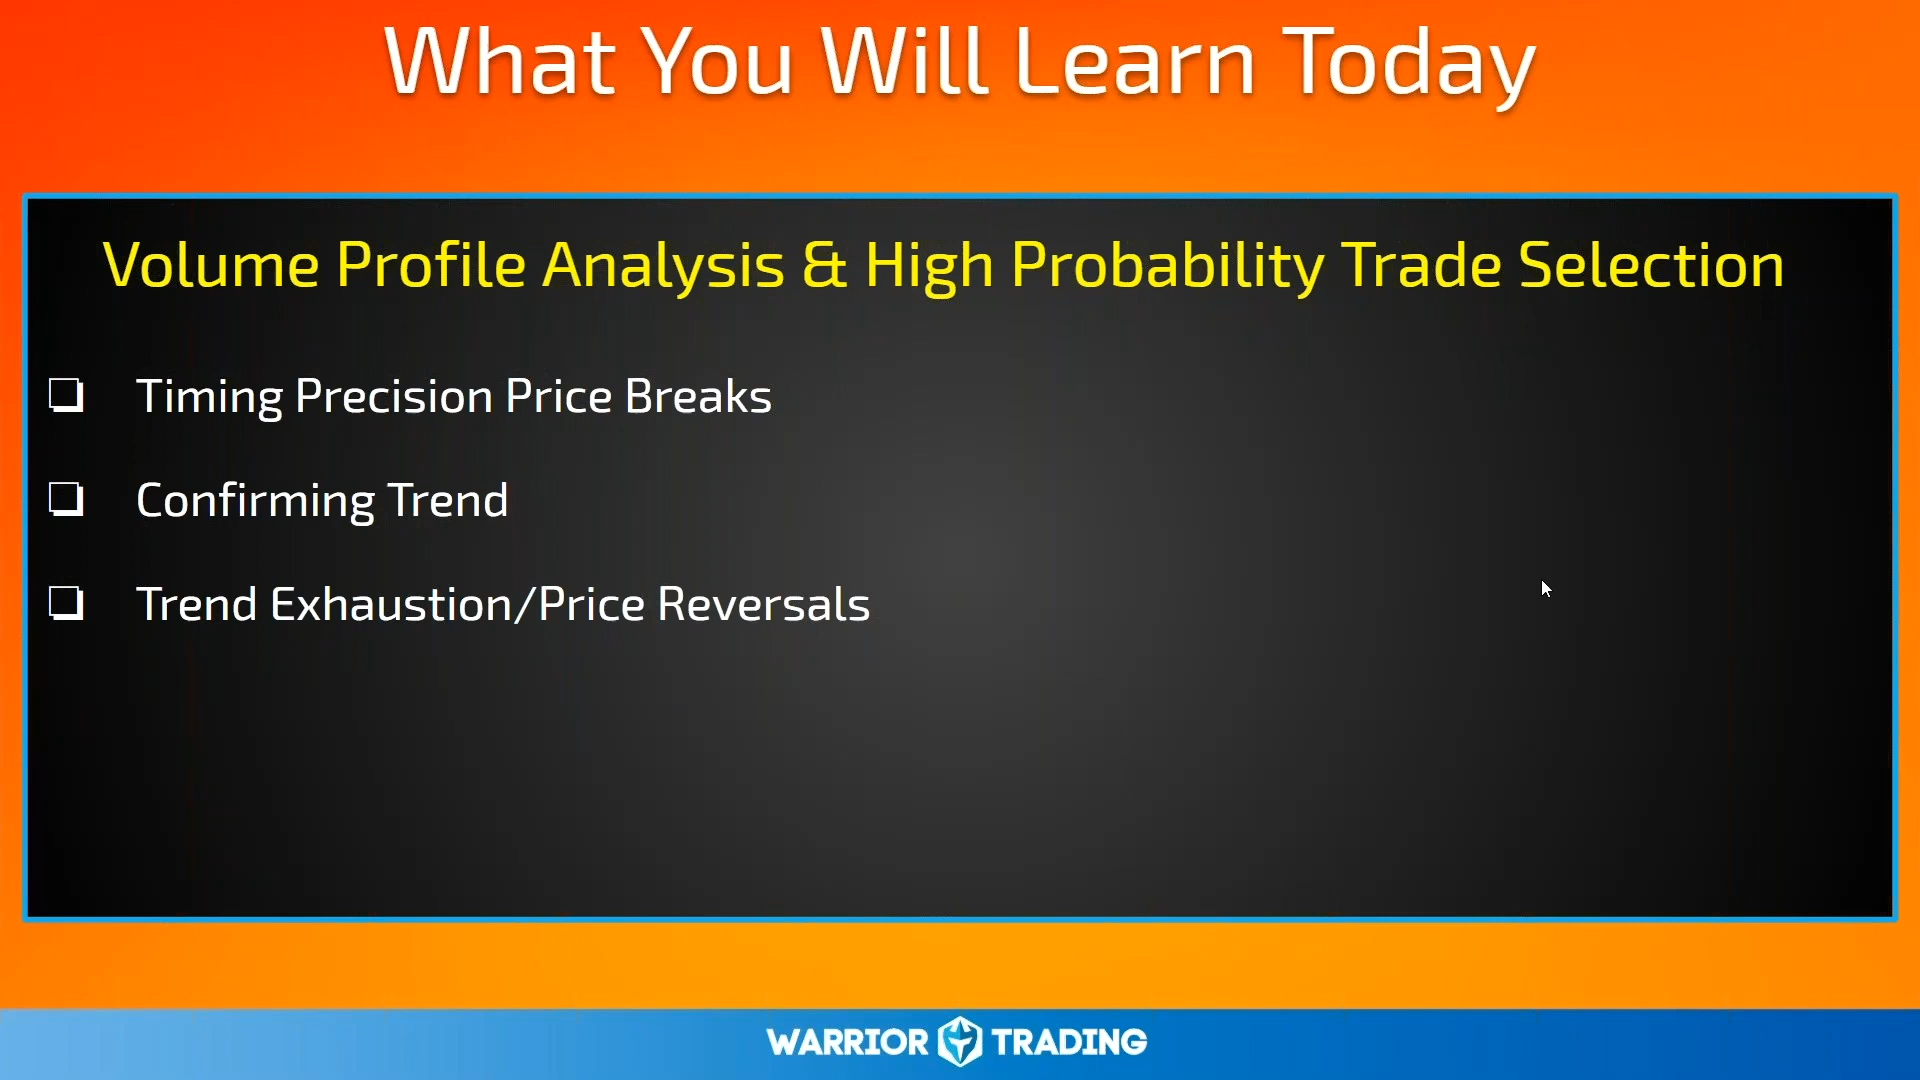 What You Will Learn Today
Volume Profile Analysis & High Probability Trade Selection
❏ Timing Precision Price Breaks
❏ Confirming Trend
❏ Trend Exhaustion/Price Reversals
WARRIOR TRADING